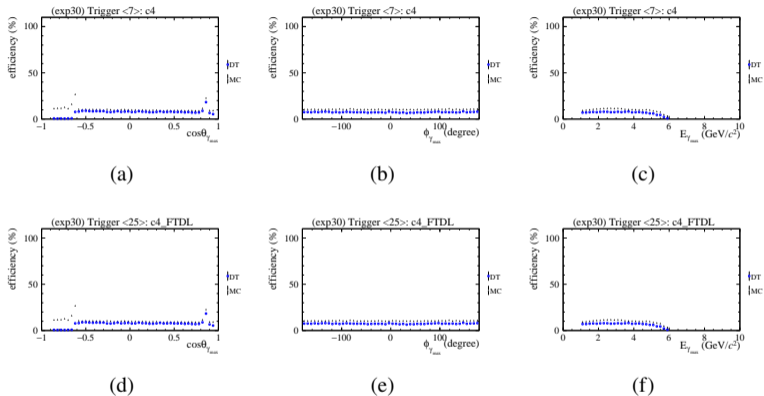 (exp30) Trigger <7>: c4
(exp30) Trigger <7>: c4
(exp30) Trigger <7>: c4
efficiency (%)
efficiency (%)
efficiency (%)
100
50
0
100
50
0
100
50
0
DT
MC
DT
MC
DT
MC
−1 −0.5 0 0.5 1
−100 0 100
0 2 4 6 8 10
cosθγmax
ϕγmax (degree)
Eγmax (GeV/c²)
(a)
(b)
(c)
(exp30) Trigger <25>: c4_FTDL
(exp30) Trigger <25>: c4_FTDL
(exp30) Trigger <25>: c4_FTDL
efficiency (%)
efficiency (%)
efficiency (%)
100
50
0
100
50
0
100
50
0
DT
MC
DT
MC
DT
MC
−1 −0.5 0 0.5 1
−100 0 100
0 2 4 6 8 10
cosθγmax
ϕγmax (degree)
Eγmax (GeV/c²)
(d)
(e)
(f)